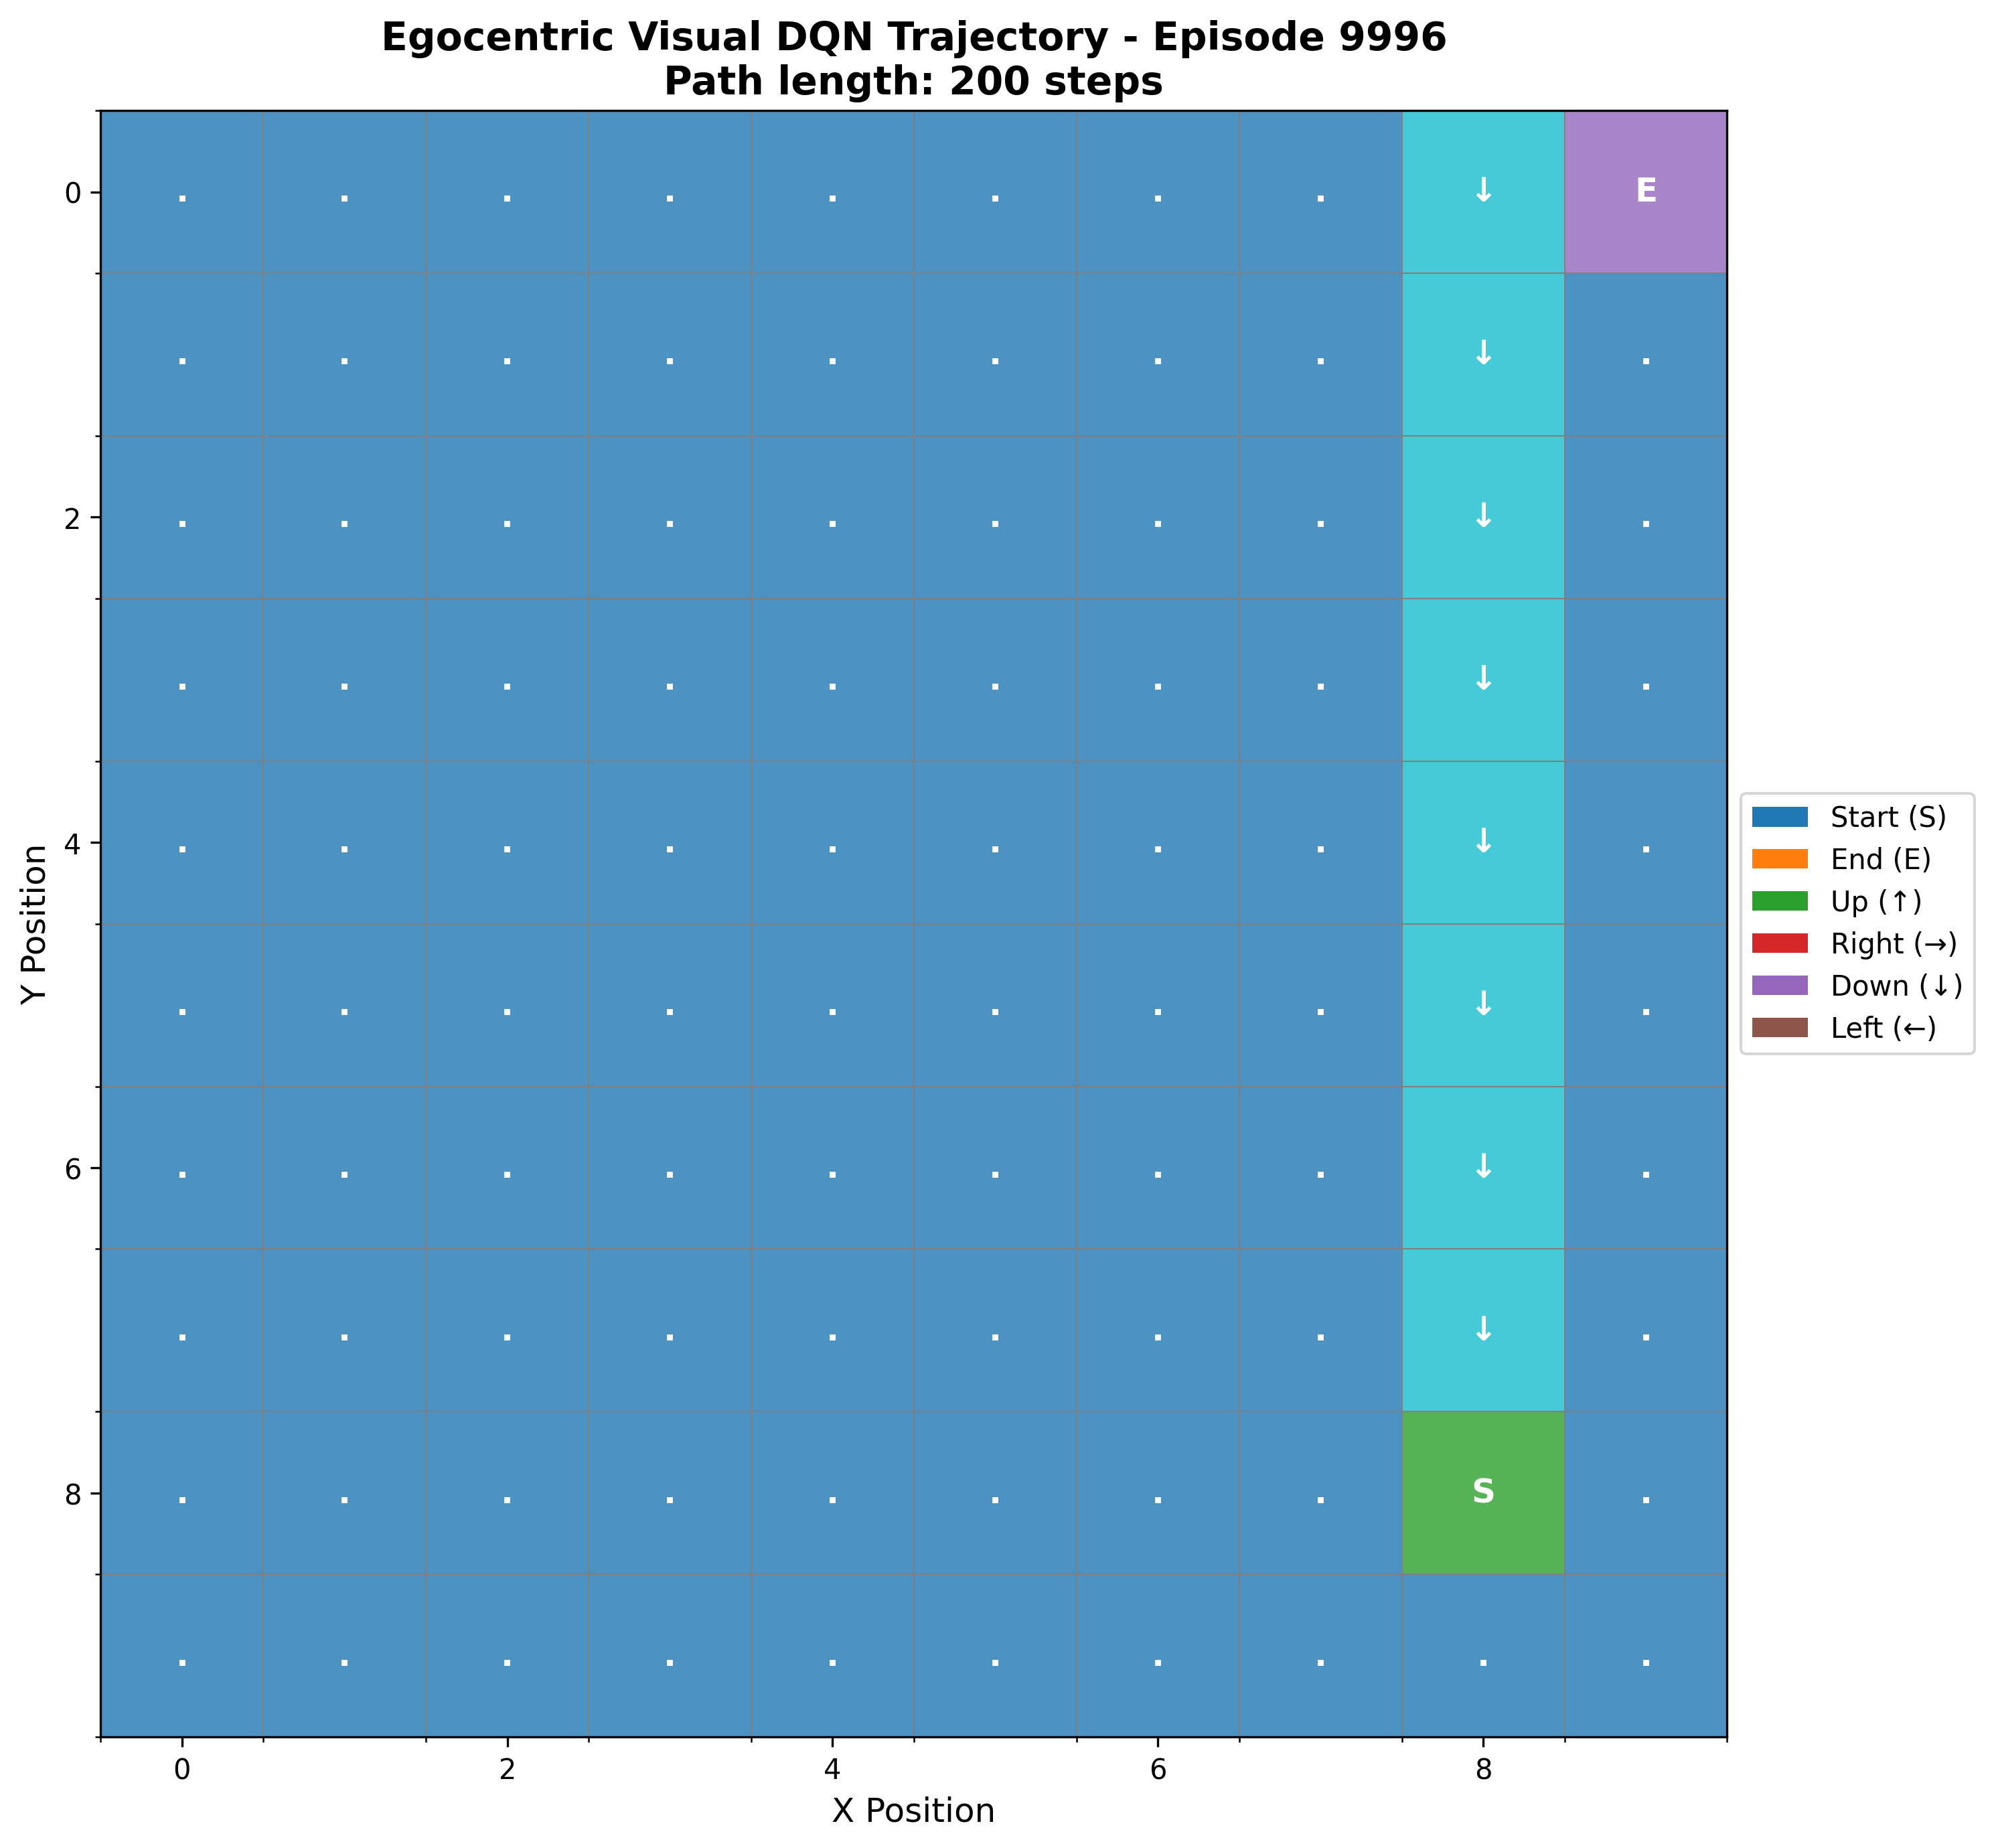 Egocentric Visual DQN Trajectory - Episode 9996
Path length: 200 steps
0
. . . . . . . . ↓ E
. . . . . . . . ↓ .
2
. . . . . . . . ↓ .
. . . . . . . . ↓ .
4
. . . . . . . . ↓ .
. . . . . . . . ↓ .
6
. . . . . . . . ↓ .
. . . . . . . . ↓ .
8
. . . . . . . . S .
. . . . . . . . . .
0 2 4 6 8
X Position
Y Position
Start (S)
End (E)
Up (↑)
Right (→)
Down (↓)
Left (←)